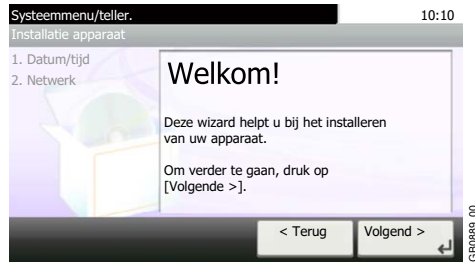 Systeemmenu/teller.
10:10
Installatie apparaat
1. Datum/tijd
2. Netwerk
Welkom!
Deze wizard helpt u bij het installeren
van uw apparaat.
Om verder te gaan, druk op
[Volgende >].
< Terug
Volgend >
GB0889_00